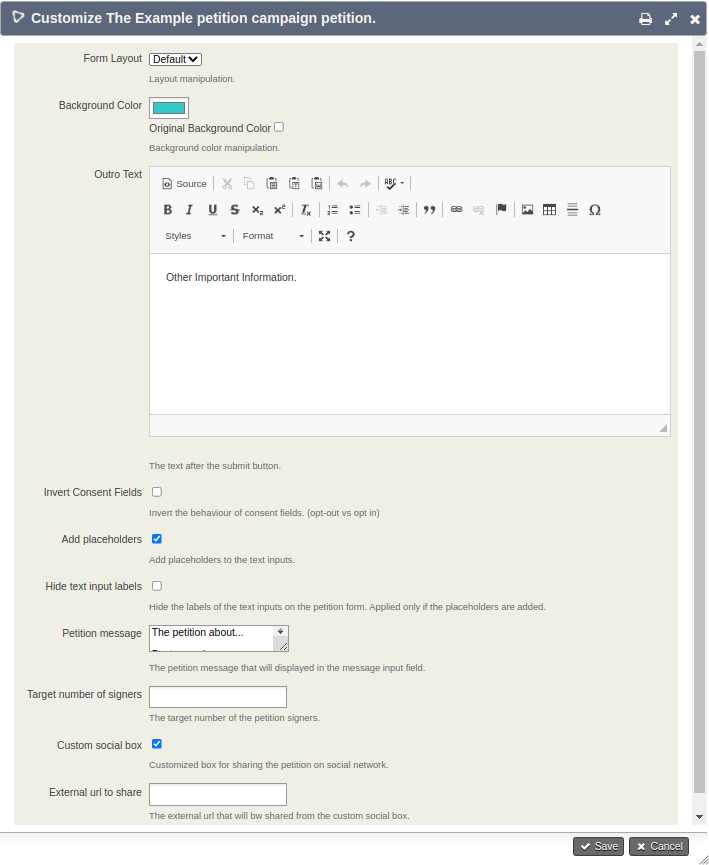 Customize The Example petition campaign petition.
Form Layout Default
Layout manipulation.
Background Color
Original Background Color
Background color manipulation.
Outro Text
Source ABC
B I U S x₂ x² Tx Ω
Styles Format ?
Other Important Information.
The text after the submit button.
Invert Consent Fields
Invert the behaviour of consent fields. (opt-out vs opt in)
Add placeholders
Add placeholders to the text inputs.
Hide text input labels
Hide the labels of the text inputs on the petition form. Applied only if the placeholders are added.
Petition message The petition about...
The petition message that will displayed in the message input field.
Target number of signers
The target number of the petition signers.
Custom social box
Customized box for sharing the petition on social network.
External url to share
The external url that will bw shared from the custom social box.
Save Cancel